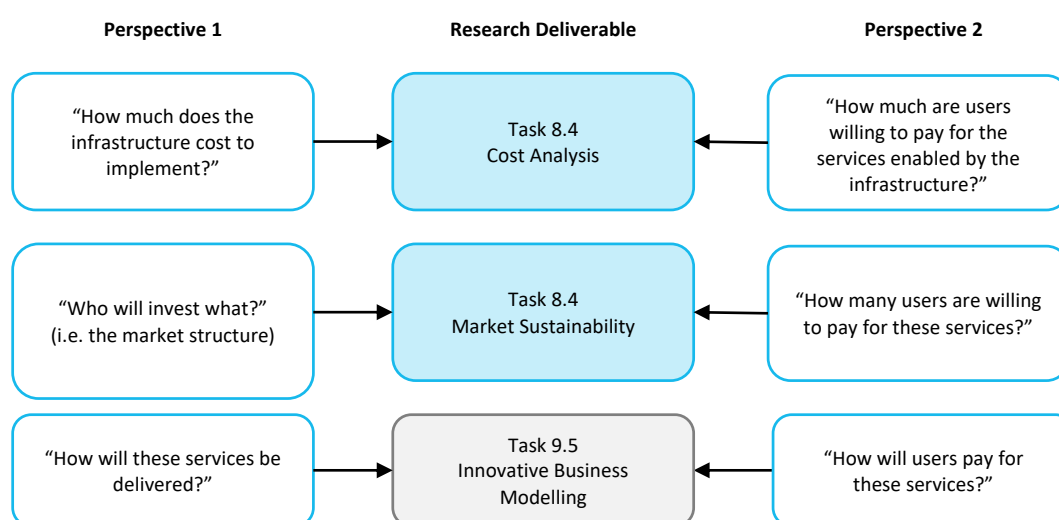 Perspective 1
Research Deliverable
Perspective 2
“How much does the
infrastructure cost to
implement?”
Task 8.4
Cost Analysis
“How much are users
willing to pay for the
services enabled by the
infrastructure?”
“Who will invest what?”
(i.e. the market structure)
Task 8.4
Market Sustainability
“How many users are willing
to pay for these services?”
“How will these services be
delivered?”
Task 9.5
Innovative Business
Modelling
“How will users pay for
these services?”